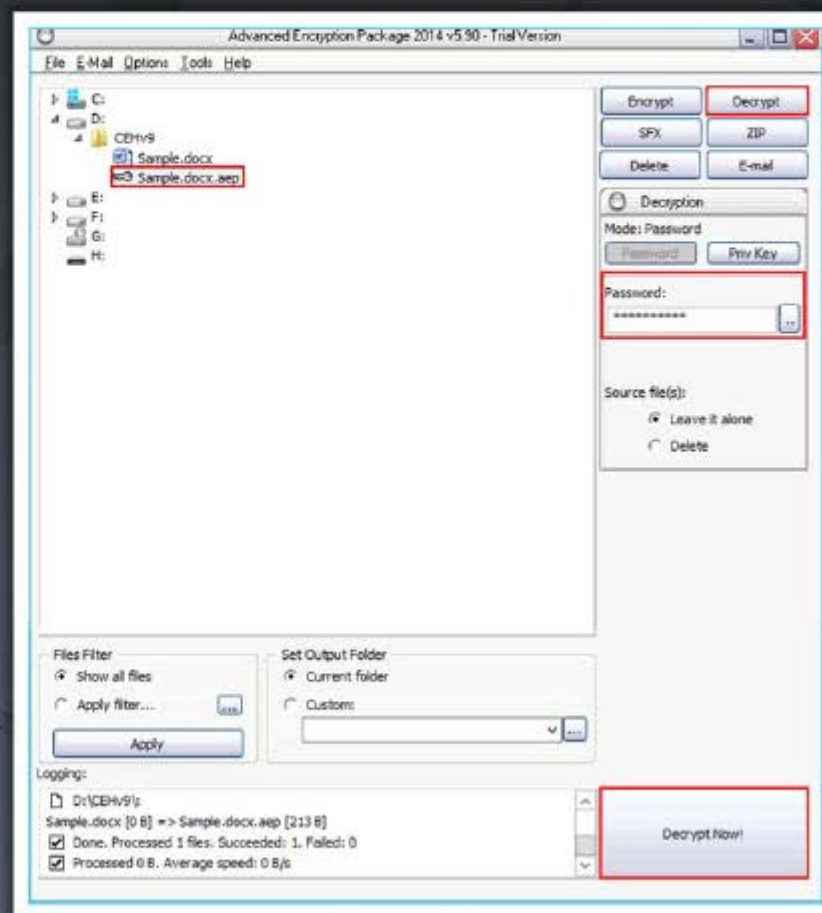 Advanced Encryption Package 2014 v5.90 - Trial Version
File E-Mail Options Tools Help
C:
D:
CEHv9
Sample.docx
Sample.docx.aep
E:
F:
G:
H:
Encrypt Decrypt
SFX ZIP
Delete E-mail
Decryption
Mode: Password
Password Priv Key
Password:
**********
..
Source file(s):
Leave it alone
Delete
Files Filter
Show all files
Apply filter... ...
Apply
Set Output Folder
Current folder
Custom:
...
Logging:
D:\CEHv9\:
Sample.docx [0 B] => Sample.docx.aep [213 B]
Done. Processed 1 files. Succeeded: 1. Failed: 0
Processed 0 B. Average speed: 0 B/s
Decrypt Now!